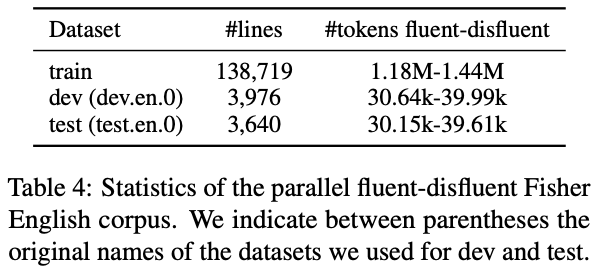 Dataset #lines #tokens fluent-disfluent
train 138,719 1.18M-1.44M
dev (dev.en.0) 3,976 30.64k-39.99k
test (test.en.0) 3,640 30.15k-39.61k
Table 4: Statistics of the parallel fluent-disfluent Fisher
English corpus. We indicate between parentheses the
original names of the datasets we used for dev and test.